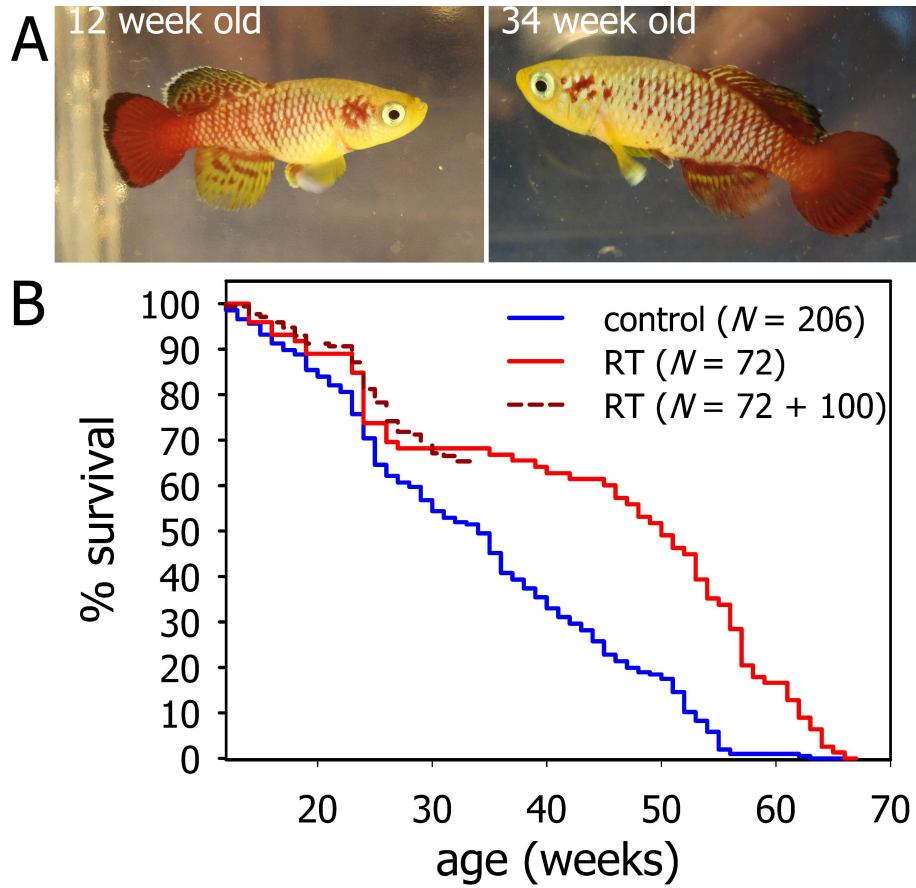 A
12 week old
34 week old
B
control (N = 206)
RT (N = 72)
RT (N = 72 + 100)
100
90
80
70
60
50
40
30
20
10
0
% survival
20 30 40 50 60 70
age (weeks)